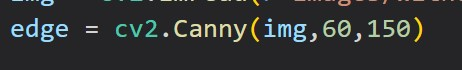 edge = cv2.Canny(img,60,150)